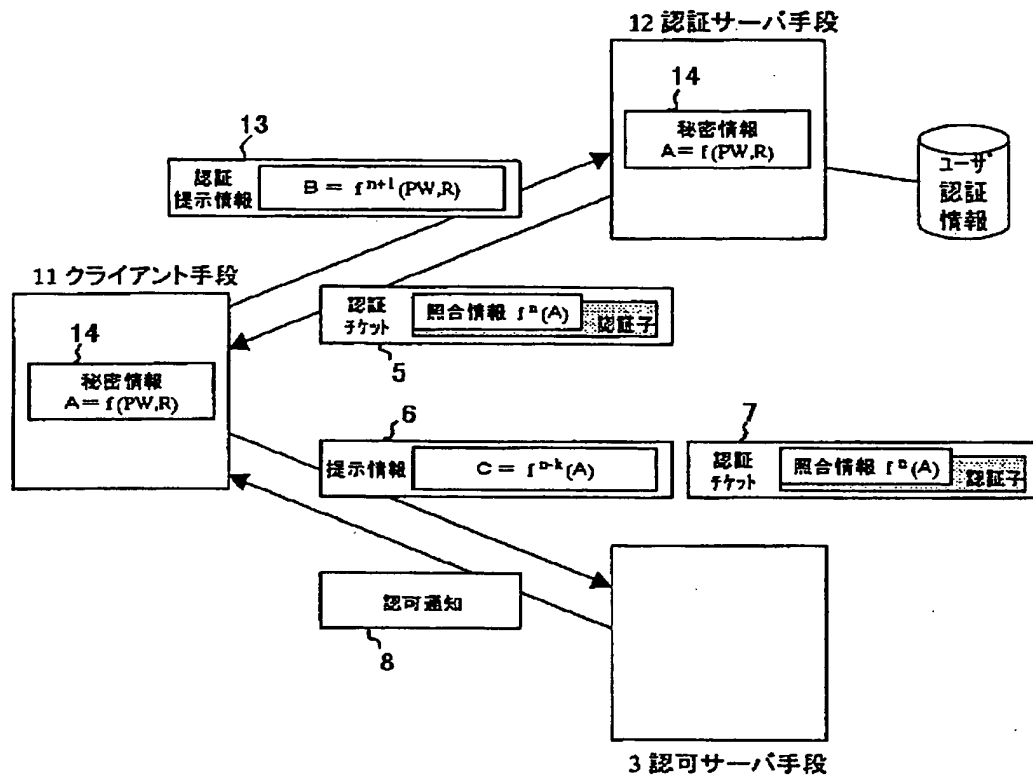 12 認証サーバ手段
14
秘密情報
A= f(PW,R)
ユーザ
認証
情報
13
認証
提示情報
B = f^{n+1}(PW,R)
11 クライアント手段
14
秘密情報
A= f(PW,R)
認証
チケット
照合情報 f^n(A)
認証子
5
6
提示情報
C = f^{n-k}(A)
7
認証
チケット
照合情報 f^n(A)
認証子
認可通知
8
3 認可サーバ手段